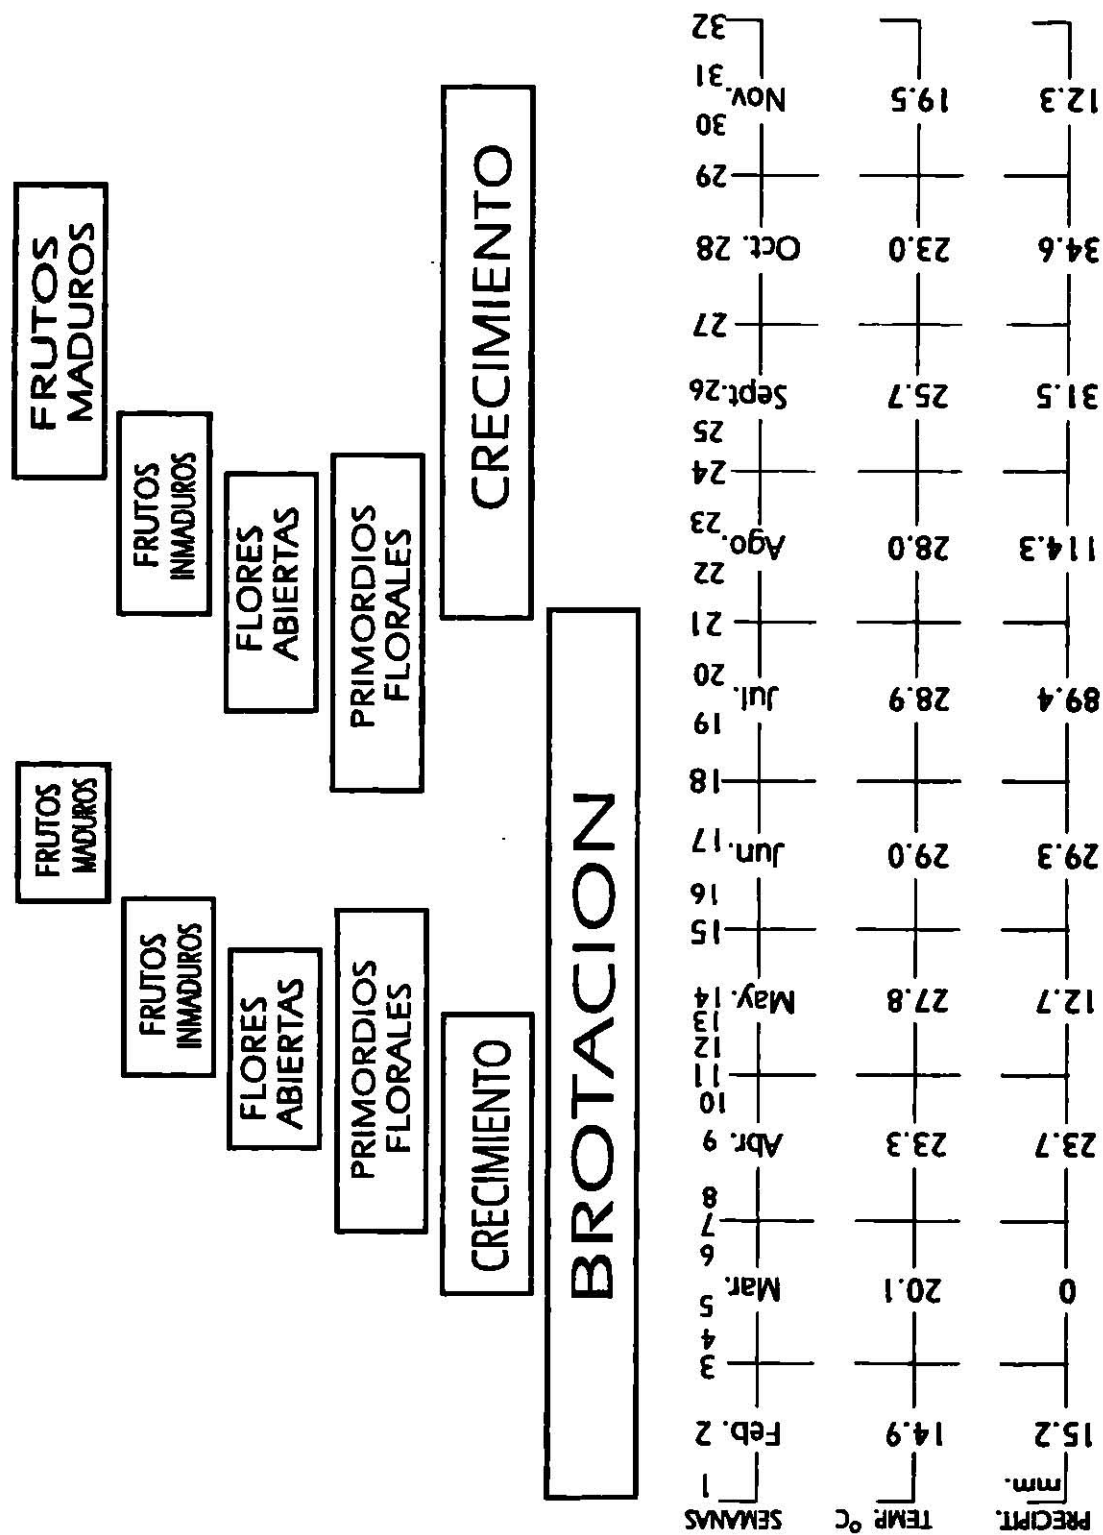 FRUTOS
MADUROS
FRUTOS
MADUROS
FRUTOS
INMADUROS
FRUTOS
INMADUROS
FLORES
ABIERTAS
FLORES
ABIERTAS
PRIMORDIOS
FLORALES
PRIMORDIOS
FLORALES
CRECIMIENTO
CRECIMIENTO
BROTACION
SEMANAS
1 2 3 4 5 6 7 8 9 10 11 12 13 14 15 16 17 18 19 20 21 22 23 24 25 26 27 28 29 30 31 32
Feb. Mar. Abr. May. Jun. Jul. Ago. Sept. Oct. Nov.
TEMP. °C
14.9 20.1 23.3 27.8 29.0 28.9 28.0 25.7 23.0 19.5
PRECIPIT.
mm.
15.2 0 23.7 12.7 29.3 89.4 114.3 31.5 34.6 12.3